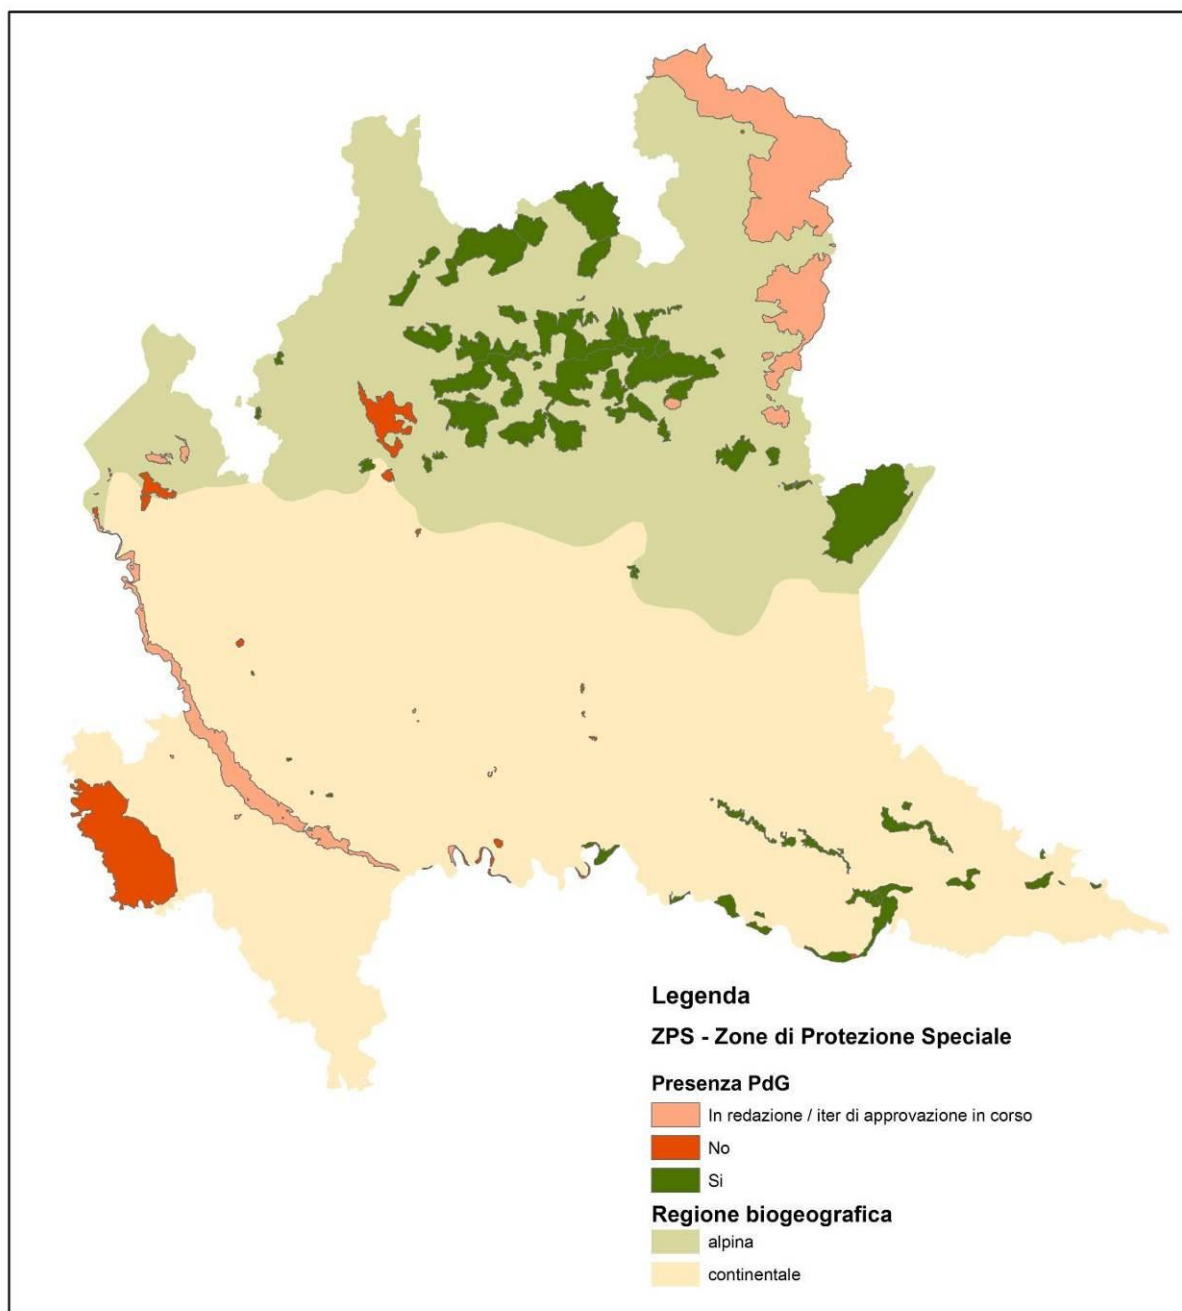 Legenda
ZPS - Zone di Protezione Speciale
Presenza PdG
In redazione / iter di approvazione in corso
No
Si
Regione biogeografica
alpina
continentale